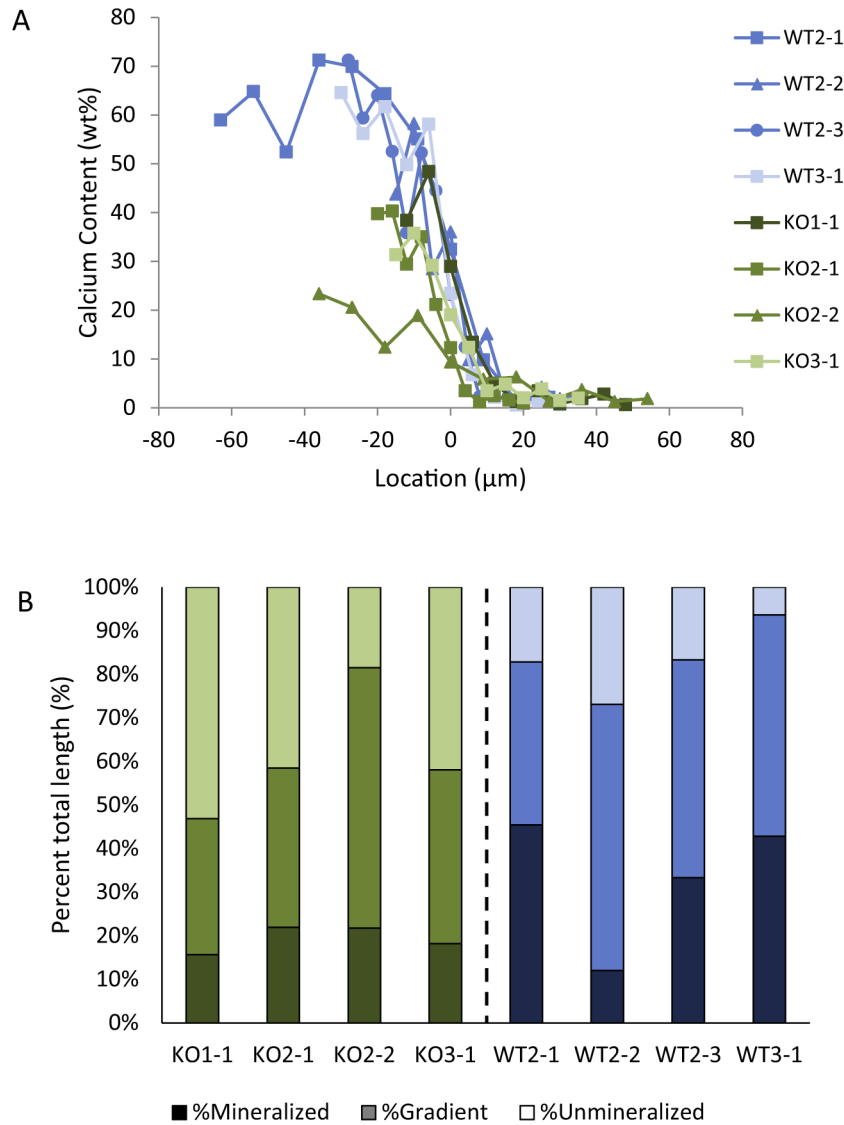 A
80
70
60
50
40
30
20
10
0
Calcium Content (wt%)
-80 -60 -40 -20 0 20 40 60 80
Location (μm)
WT2-1
WT2-2
WT2-3
WT3-1
KO1-1
KO2-1
KO2-2
KO3-1
B
100%
90%
80%
70%
60%
50%
40%
30%
20%
10%
0%
Percent total length (%)
KO1-1 KO2-1 KO2-2 KO3-1 WT2-1 WT2-2 WT2-3 WT3-1
%Mineralized %Gradient %Unmineralized